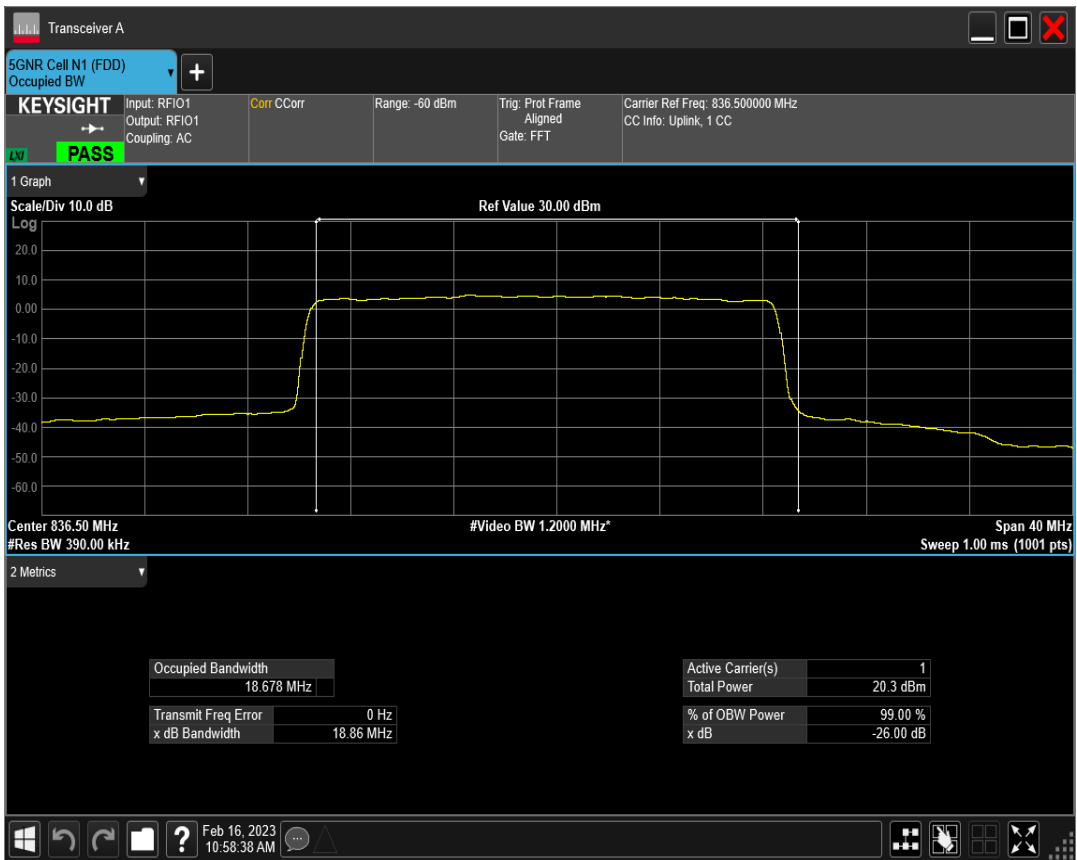 Transceiver A
5GNR Cell N1 (FDD)
Occupied BW
+
KEYSIGHT
LXI
PASS
Input: RFIO1
Output: RFIO1
Coupling: AC
Corr CCorr
Range: -60 dBm
Trig: Prot Frame
Aligned
Gate: FFT
Carrier Ref Freq: 836.500000 MHz
CC Info: Uplink, 1 CC
1 Graph
Scale/Div 10.0 dB
Ref Value 30.00 dBm
Log
20.0
10.0
0.00
-10.0
-20.0
-30.0
-40.0
-50.0
-60.0
Center 836.50 MHz
#Video BW 1.2000 MHz*
Span 40 MHz
#Res BW 390.00 kHz
Sweep 1.00 ms (1001 pts)
2 Metrics
Occupied Bandwidth
18.678 MHz
Transmit Freq Error 0 Hz
x dB Bandwidth 18.86 MHz
Active Carrier(s) 1
Total Power 20.3 dBm
% of OBW Power 99.00 %
x dB -26.00 dB
?
Feb 16, 2023
10:58:38 AM